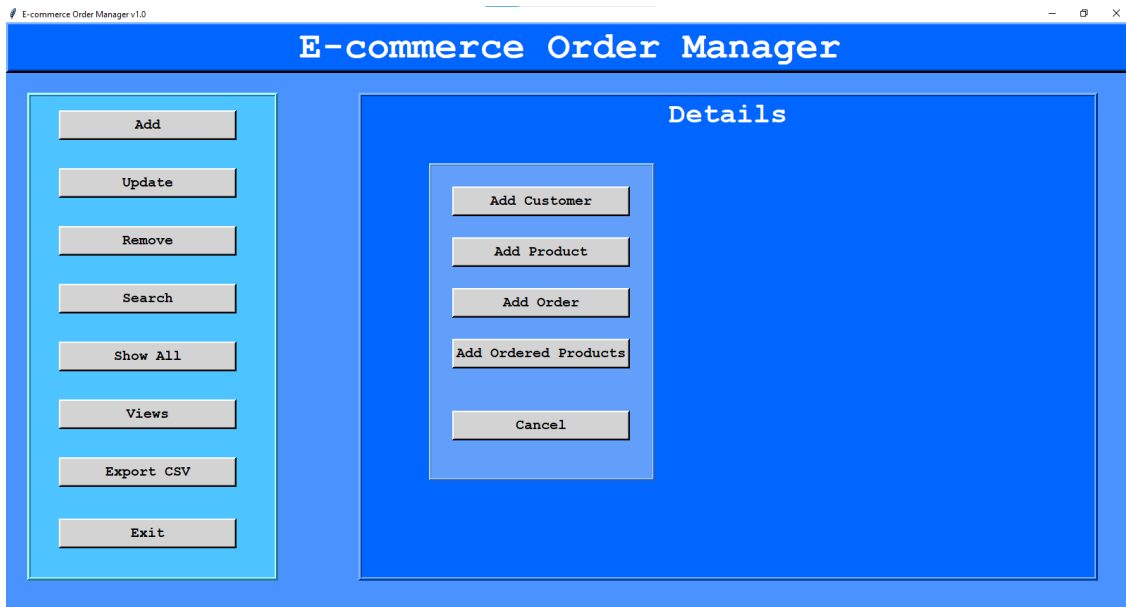 E-commerce Order Manager v1.0
E-commerce Order Manager
Add
Update
Remove
Search
Show All
Views
Export CSV
Exit
Details
Add Customer
Add Product
Add Order
Add Ordered Products
Cancel